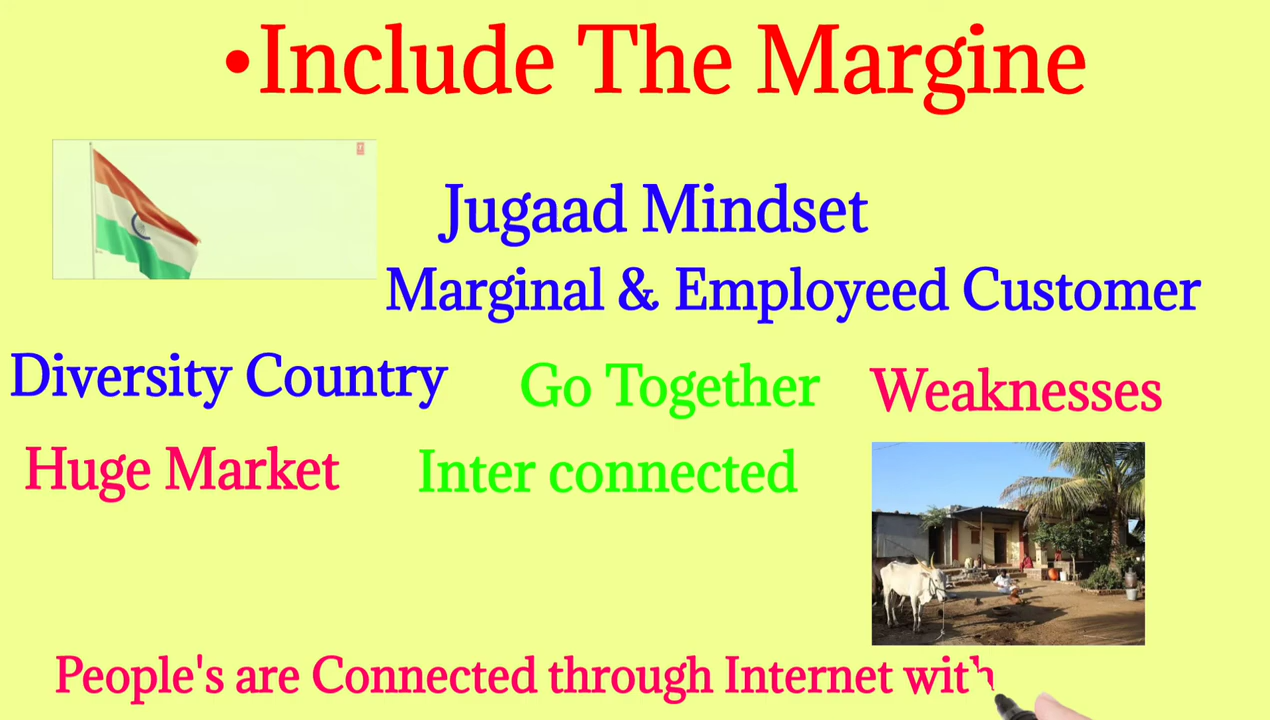 •Include The Margine
Jugaad Mindset
Marginal & Employeed Customer
Diversity Country
Go Together
Weaknesses
Huge Market
Inter connected
People's are Connected through Internet with